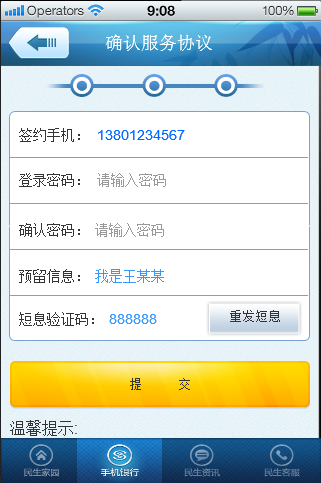 Operators 9:08 100%
确认服务协议
签约手机： 13801234567
登录密码： 请输入密码
确认密码： 请输入密码
预留信息： 我是王某某
短息验证码： 888888 重发短息
提 交
温馨提示:
民生家园 手机银行 民生资讯 民生客服